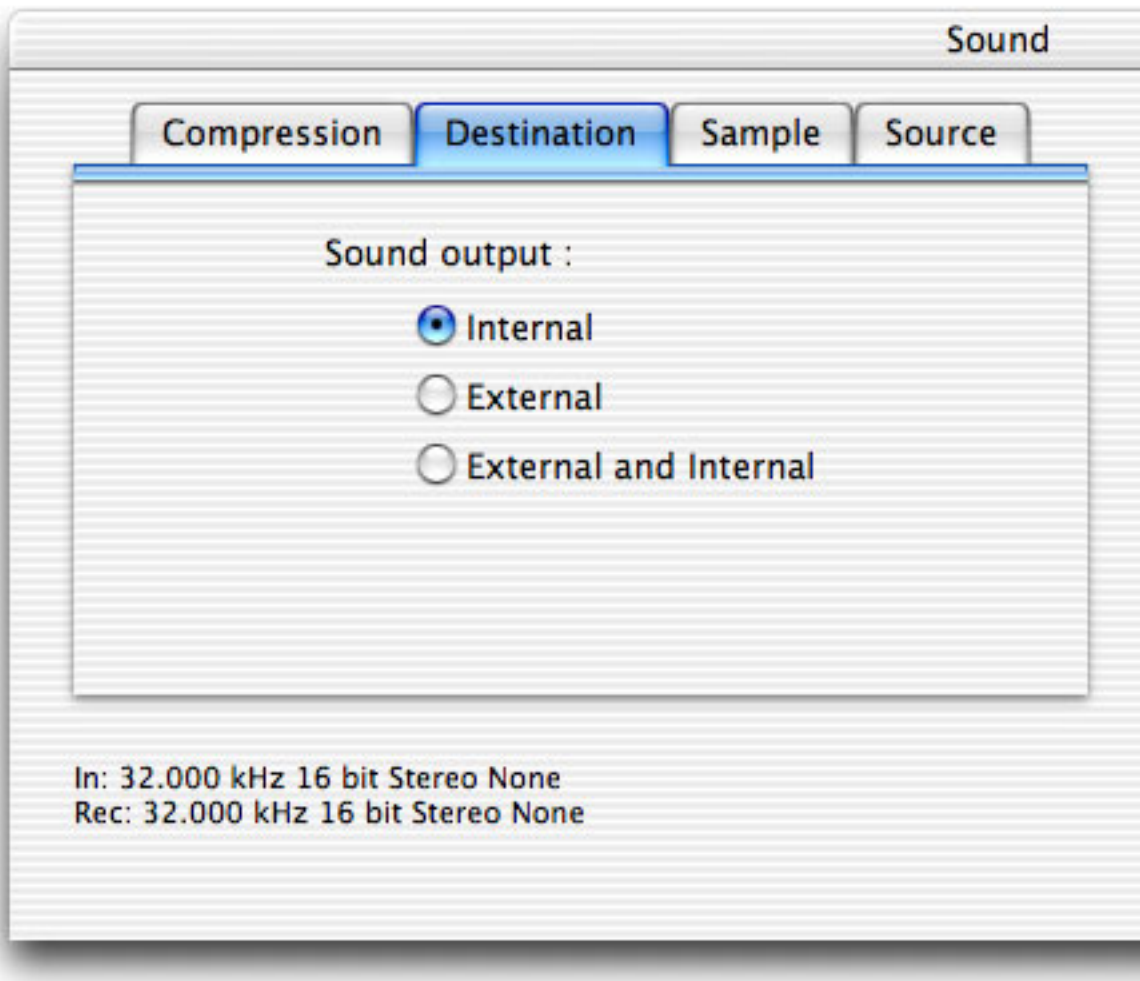 Sound
Compression Destination Sample Source
Sound output :
Internal
External
External and Internal
In: 32.000 kHz 16 bit Stereo None
Rec: 32.000 kHz 16 bit Stereo None